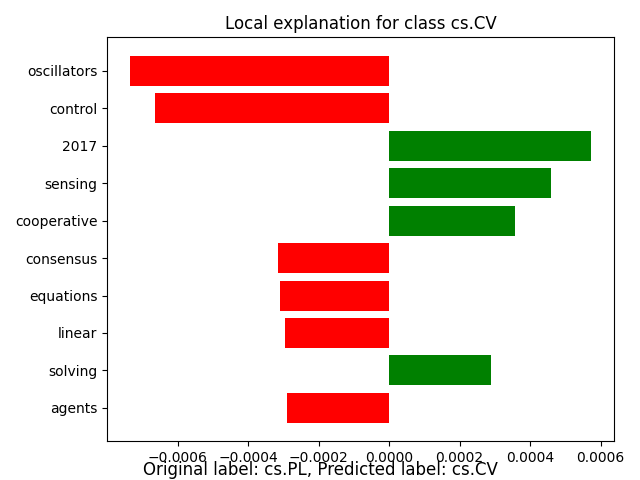 Local explanation for class cs.CV
oscillators
control
2017
sensing
cooperative
consensus
equations
linear
solving
agents
−0.0006 −0.0004 −0.0002 0.0000 0.0002 0.0004 0.0006
Original label: cs.PL, Predicted label: cs.CV